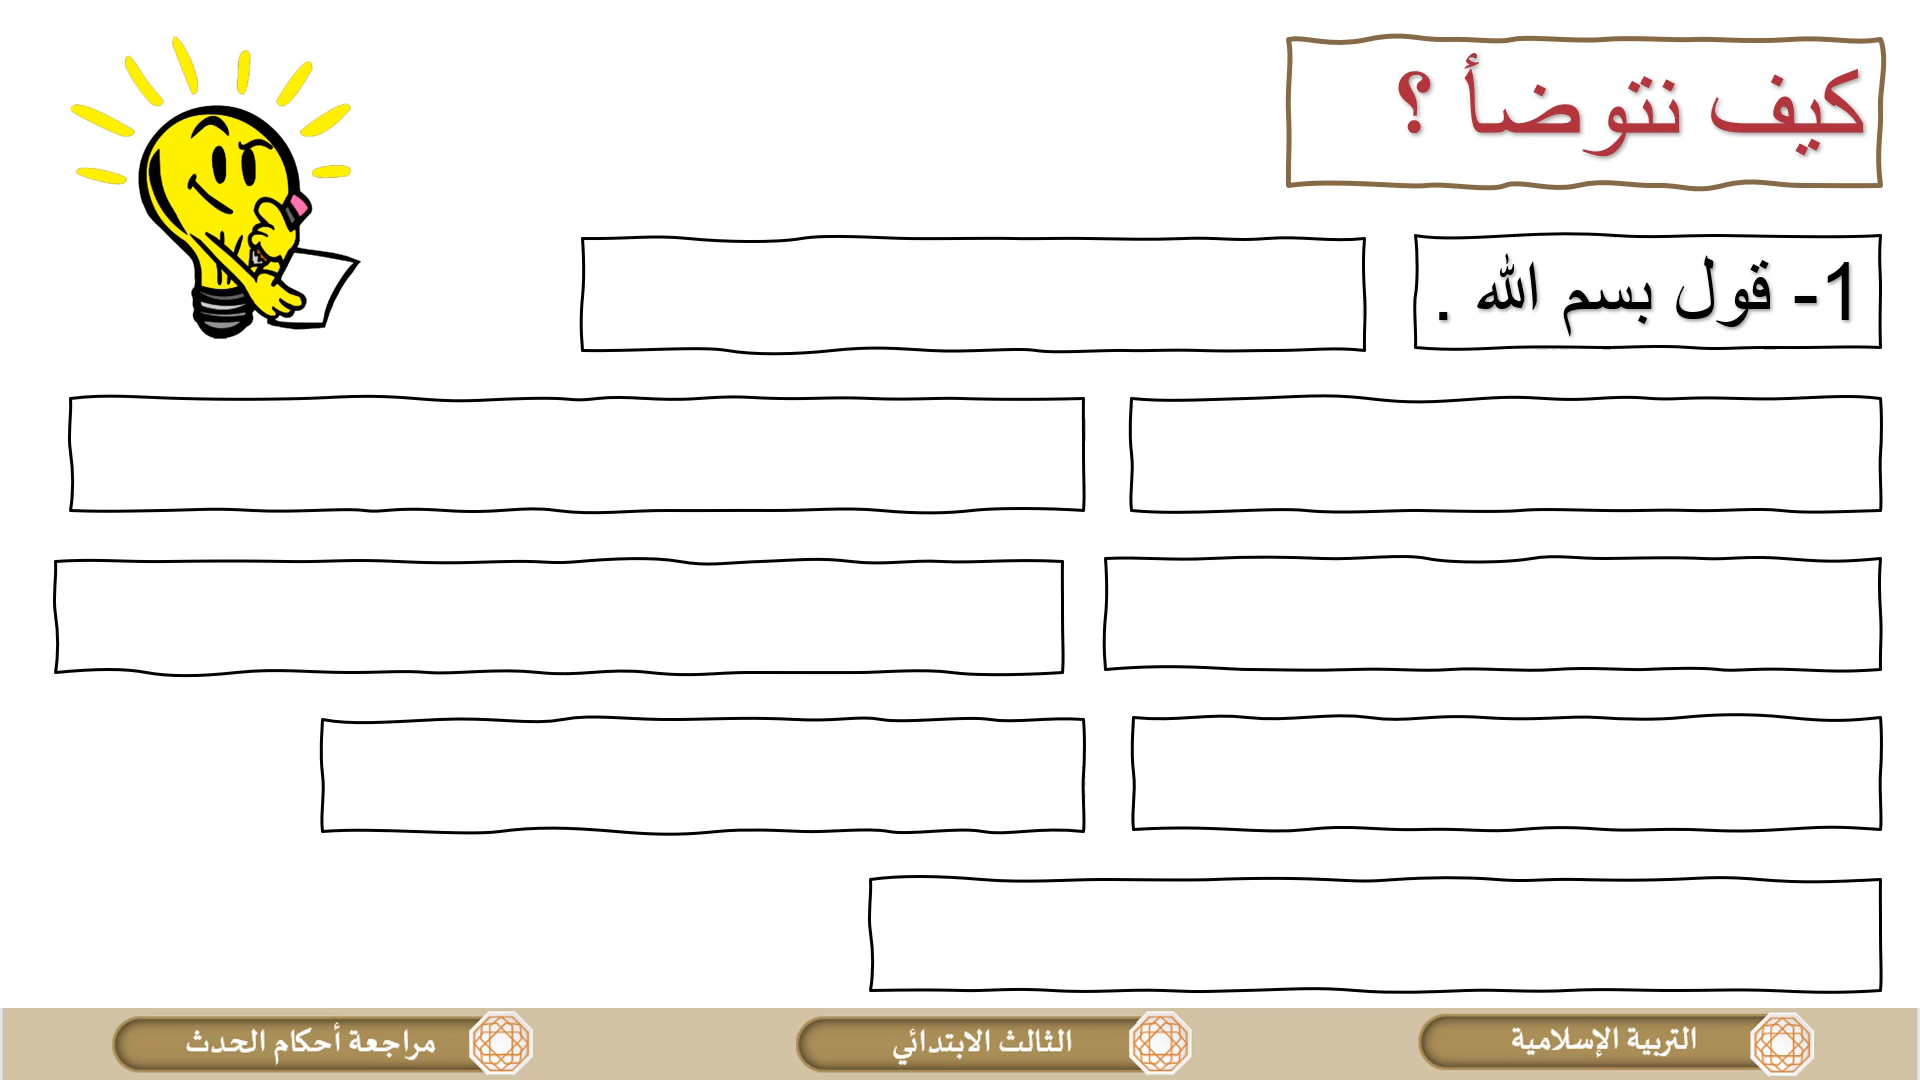 كيف نتوضأ ؟
1- قول بسم الله .
التربية الإسلامية
الثالث الابتدائي
مراجعة أحكام الحدث